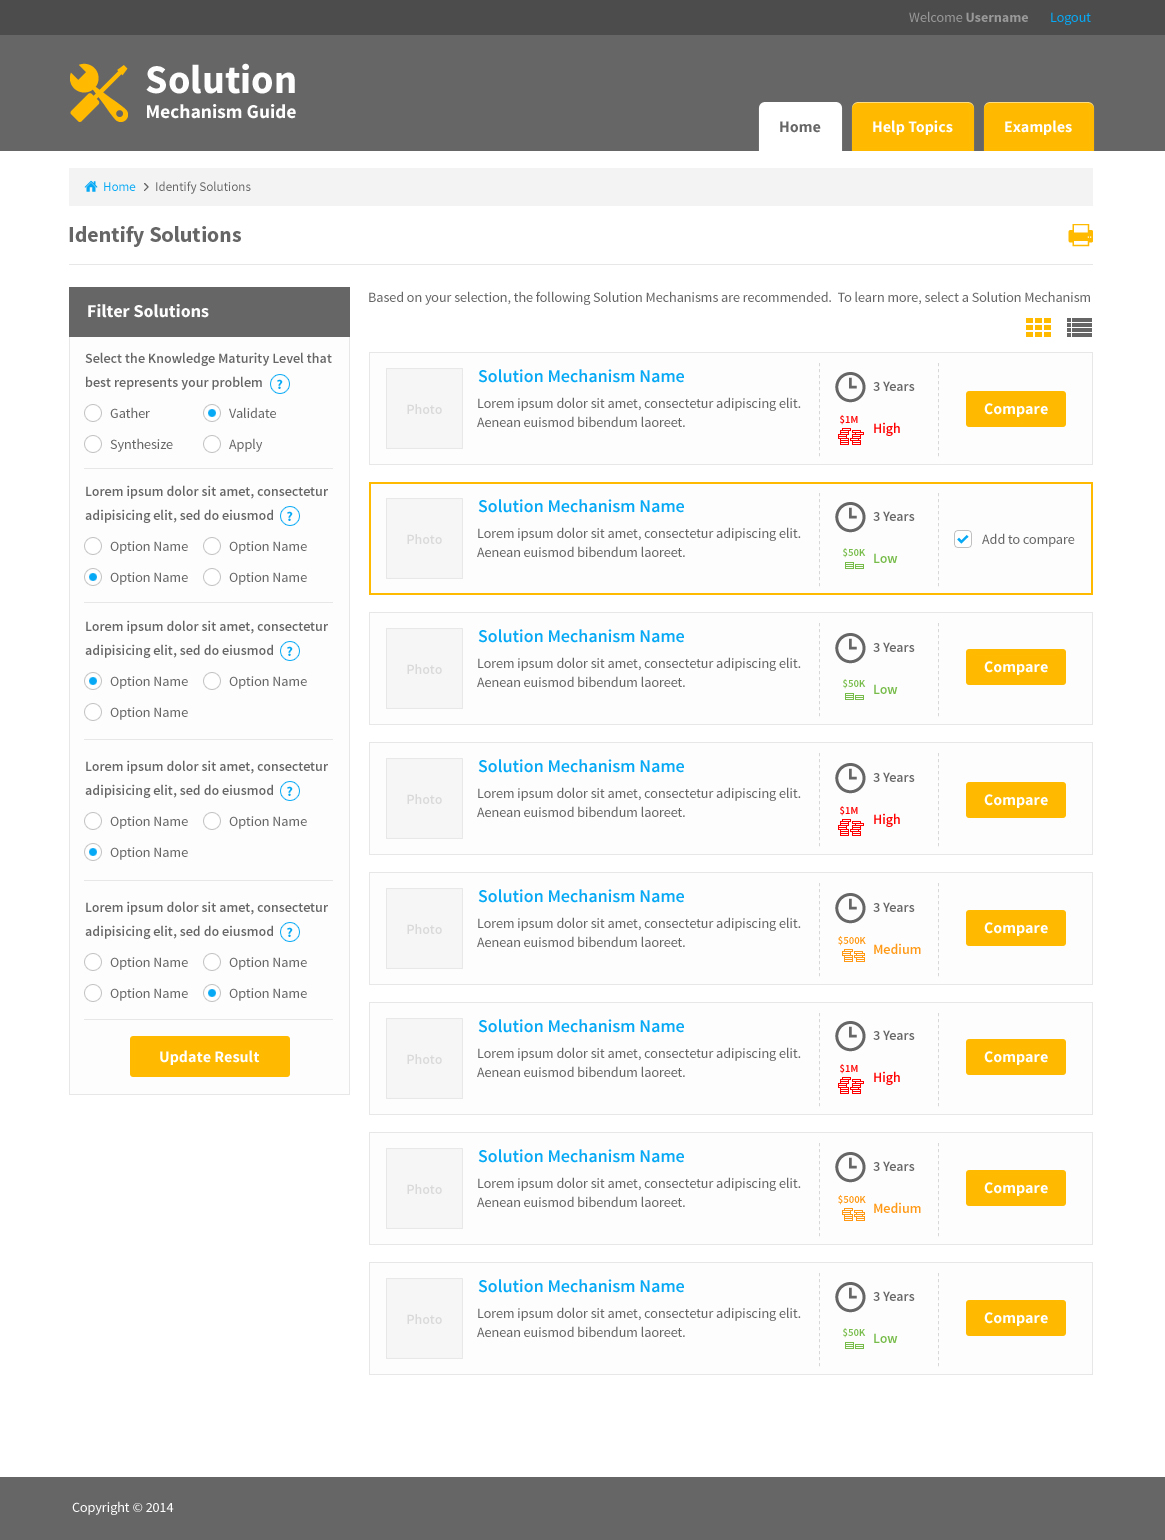 Welcome Username Logout
Solution
Mechanism Guide
Home Help Topics Examples
Home Identify Solutions
Identify Solutions
Filter Solutions
Select the Knowledge Maturity Level that
best represents your problem ?
Gather Validate
Synthesize Apply
Lorem ipsum dolor sit amet, consectetur
adipisicing elit, sed do eiusmod ?
Option Name Option Name
Option Name Option Name
Lorem ipsum dolor sit amet, consectetur
adipisicing elit, sed do eiusmod ?
Option Name Option Name
Option Name
Lorem ipsum dolor sit amet, consectetur
adipisicing elit, sed do eiusmod ?
Option Name Option Name
Option Name
Lorem ipsum dolor sit amet, consectetur
adipisicing elit, sed do eiusmod ?
Option Name Option Name
Option Name Option Name
Update Result
Based on your selection, the following Solution Mechanisms are recommended. To learn more, select a Solution Mechanism
Photo
Solution Mechanism Name
Lorem ipsum dolor sit amet, consectetur adipiscing elit.
Aenean euismod bibendum laoreet.
3 Years
$1M
High
Compare
Photo
Solution Mechanism Name
Lorem ipsum dolor sit amet, consectetur adipiscing elit.
Aenean euismod bibendum laoreet.
3 Years
$50K
Low
Add to compare
Photo
Solution Mechanism Name
Lorem ipsum dolor sit amet, consectetur adipiscing elit.
Aenean euismod bibendum laoreet.
3 Years
$50K
Low
Compare
Photo
Solution Mechanism Name
Lorem ipsum dolor sit amet, consectetur adipiscing elit.
Aenean euismod bibendum laoreet.
3 Years
$1M
High
Compare
Photo
Solution Mechanism Name
Lorem ipsum dolor sit amet, consectetur adipiscing elit.
Aenean euismod bibendum laoreet.
3 Years
$500K
Medium
Compare
Photo
Solution Mechanism Name
Lorem ipsum dolor sit amet, consectetur adipiscing elit.
Aenean euismod bibendum laoreet.
3 Years
$1M
High
Compare
Photo
Solution Mechanism Name
Lorem ipsum dolor sit amet, consectetur adipiscing elit.
Aenean euismod bibendum laoreet.
3 Years
$500K
Medium
Compare
Photo
Solution Mechanism Name
Lorem ipsum dolor sit amet, consectetur adipiscing elit.
Aenean euismod bibendum laoreet.
3 Years
$50K
Low
Compare
Copyright © 2014